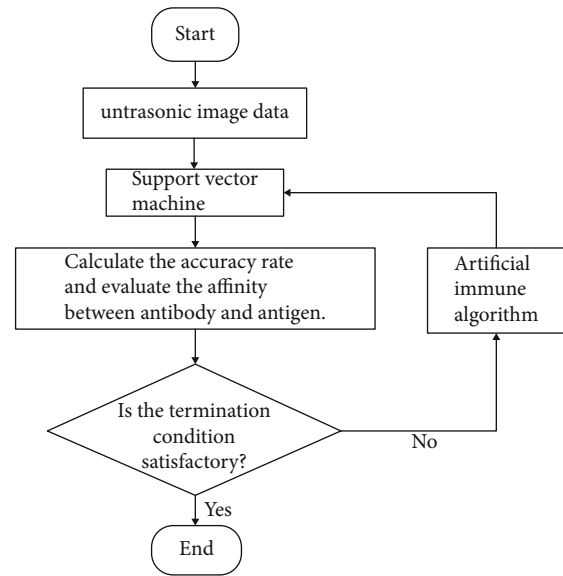 Start
untrasonic image data
Support vector
machine
Calculate the accuracy rate
and evaluate the affinity
between antibody and antigen.
Artificial
immune
algorithm
Is the termination
condition
satisfactory?
No
Yes
End